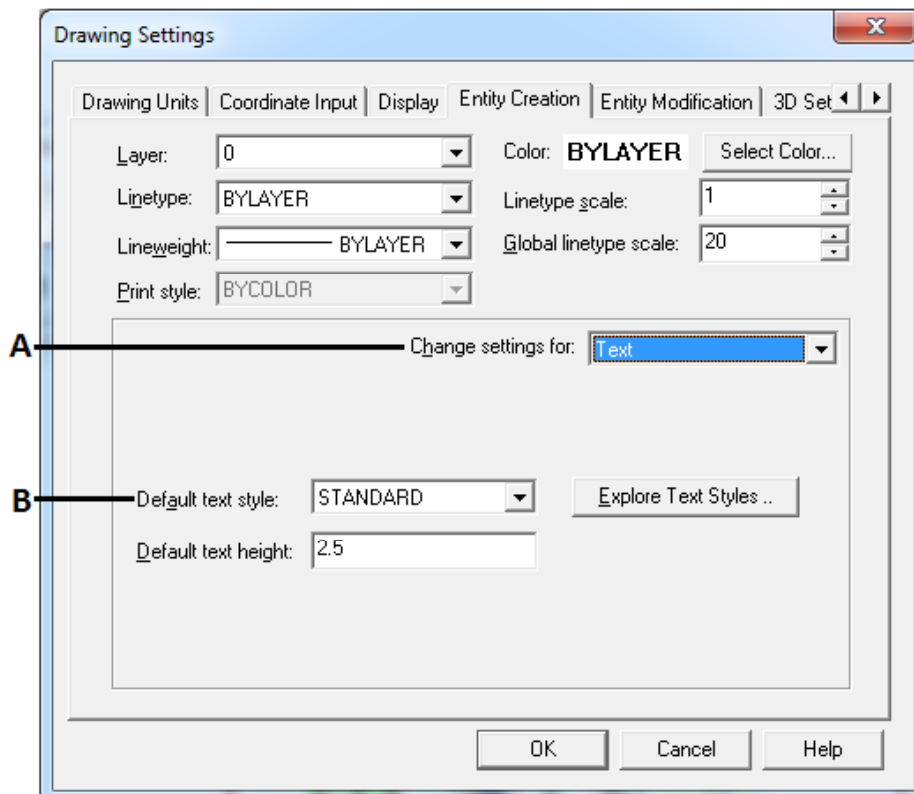 Drawing Settings
x
Drawing Units Coordinate Input Display Entity Creation Entity Modification 3D Set
Layer: 0 Color: BYLAYER Select Color...
Linetype: BYLAYER Linetype scale: 1
Lineweight: BYLAYER Global linetype scale: 20
Print style: BYCOLOR
A Change settings for: Text
B Default text style: STANDARD Explore Text Styles ..
Default text height: 2.5
OK Cancel Help